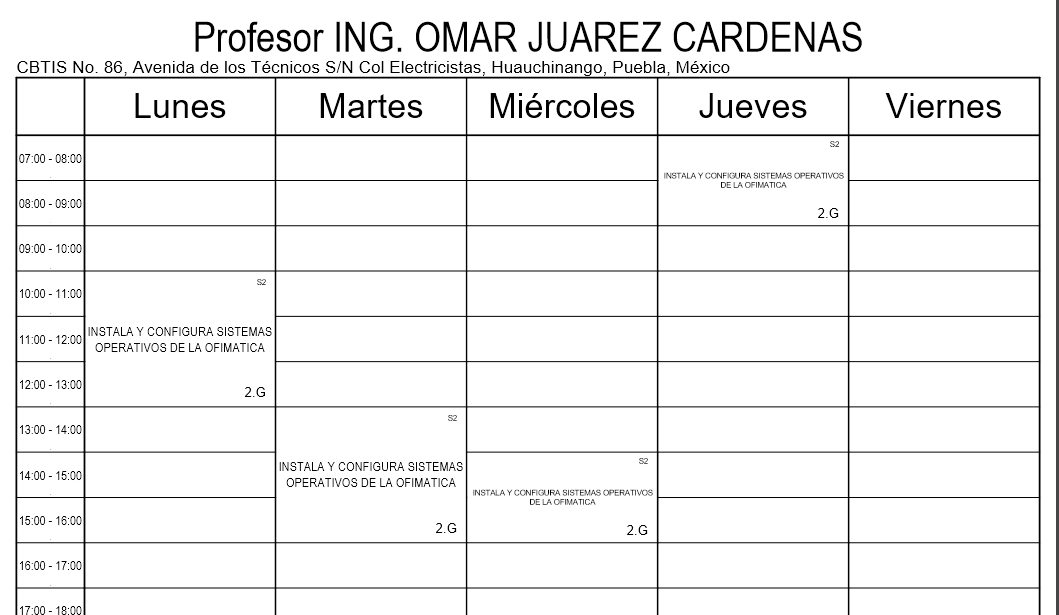 Profesor ING. OMAR JUAREZ CARDENAS
CBTIS No. 86, Avenida de los Técnicos S/N Col Electricistas, Huauchinango, Puebla, México
Lunes Martes Miércoles Jueves Viernes
07:00 - 08:00
S2
INSTALA Y CONFIGURA SISTEMAS OPERATIVOS
DE LA OFIMATICA
08:00 - 09:00
2.G
09:00 - 10:00
10:00 - 11:00
S2
11:00 - 12:00
INSTALA Y CONFIGURA SISTEMAS
OPERATIVOS DE LA OFIMATICA
12:00 - 13:00
2.G
13:00 - 14:00
S2
14:00 - 15:00
INSTALA Y CONFIGURA SISTEMAS
OPERATIVOS DE LA OFIMATICA
S2
INSTALA Y CONFIGURA SISTEMAS OPERATIVOS
DE LA OFIMATICA
15:00 - 16:00
2.G
2.G
16:00 - 17:00
17:00 - 18:00